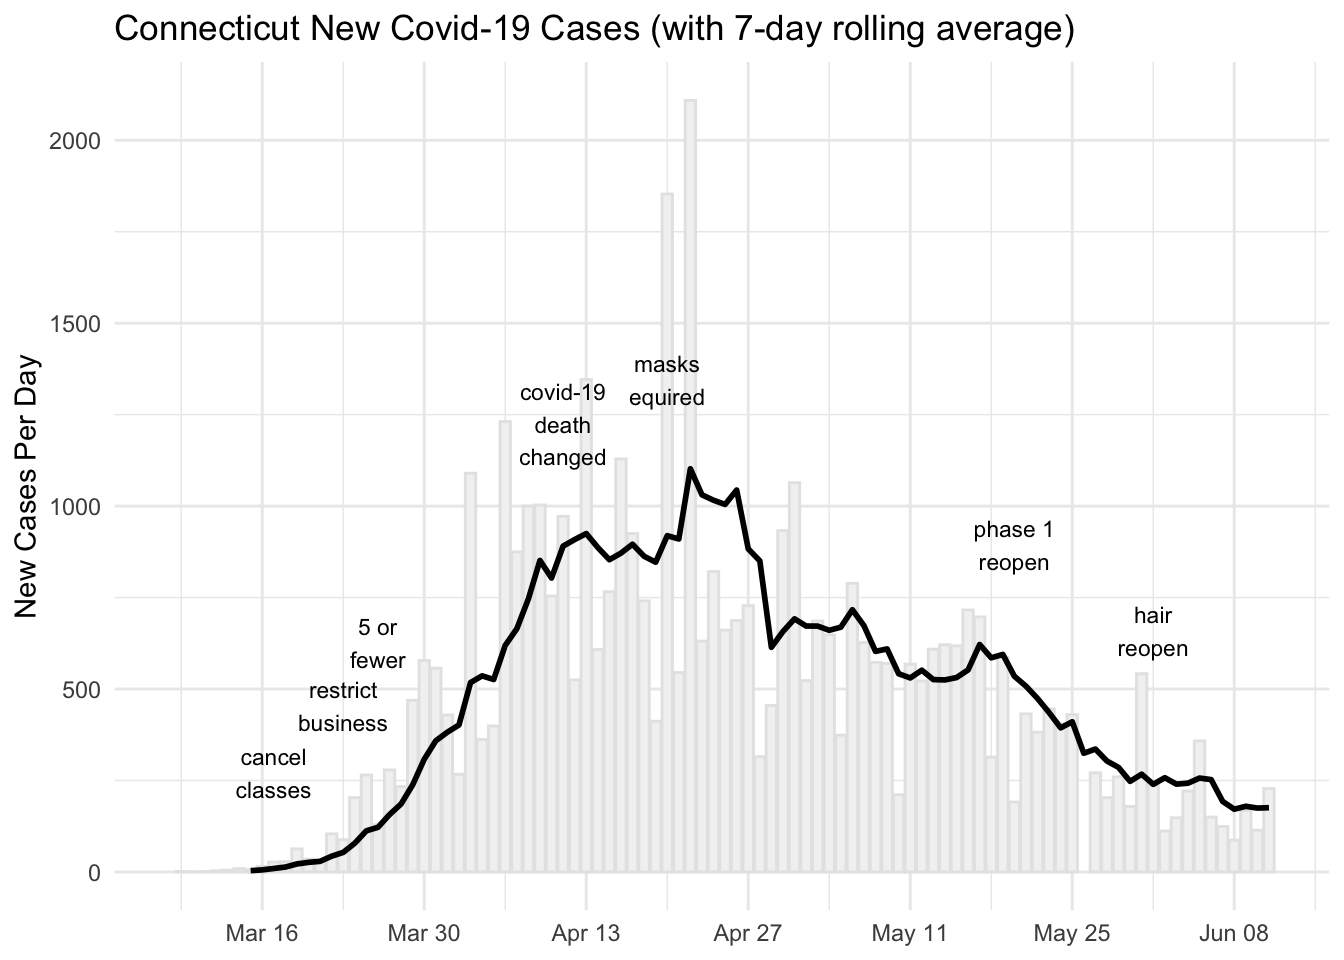 Connecticut New Covid-19 Cases (with 7-day rolling average)
New Cases Per Day
2000
1500
1000
500
0
masks
equired
covid-19
death
changed
phase 1
reopen
5 or
fewer
hair
reopen
restrict
business
cancel
classes
Mar 16
Mar 30
Apr 13
Apr 27
May 11
May 25
Jun 08